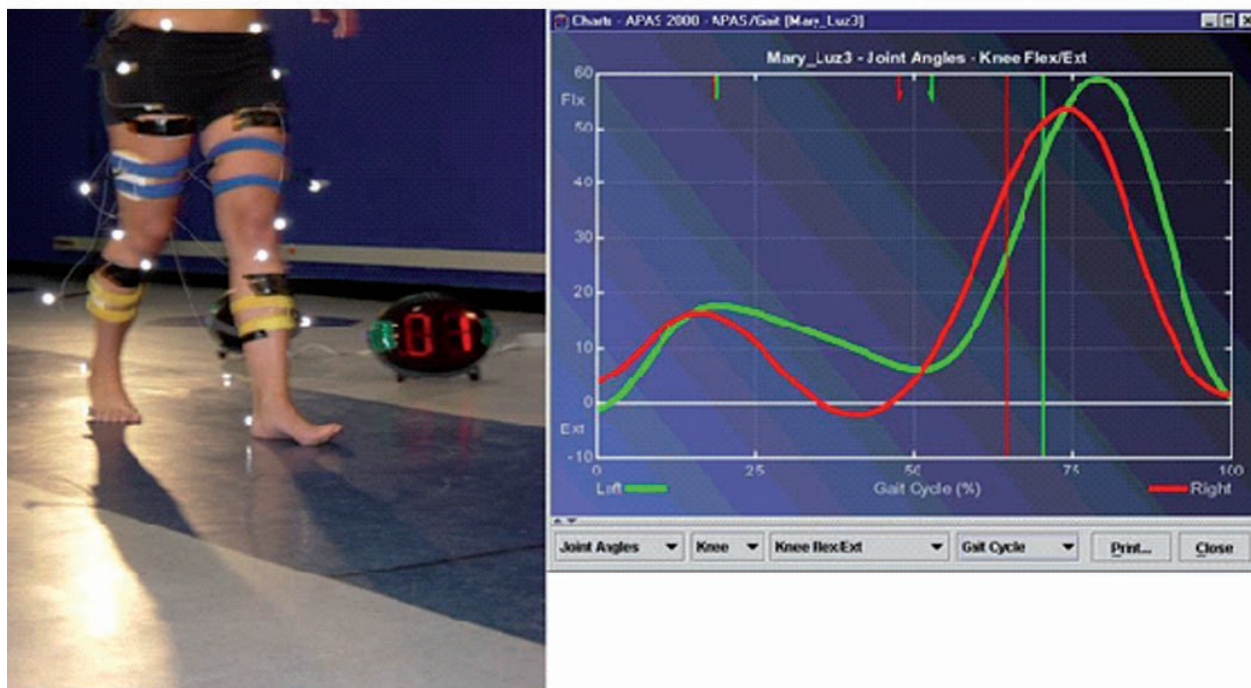 01
Charts - APAS 2000 - APAS/Gait [Mary_Luz3]
Mary_Luz3 - Joint Angles - Knee Flex/Ext
60
Flx
50
40
30
20
10
0
Ext
-10
0 25 50 75 100
Left Gait Cycle (%) Right
Joint Angles Knee Knee flex/Ext Gait Cycle Print... Close